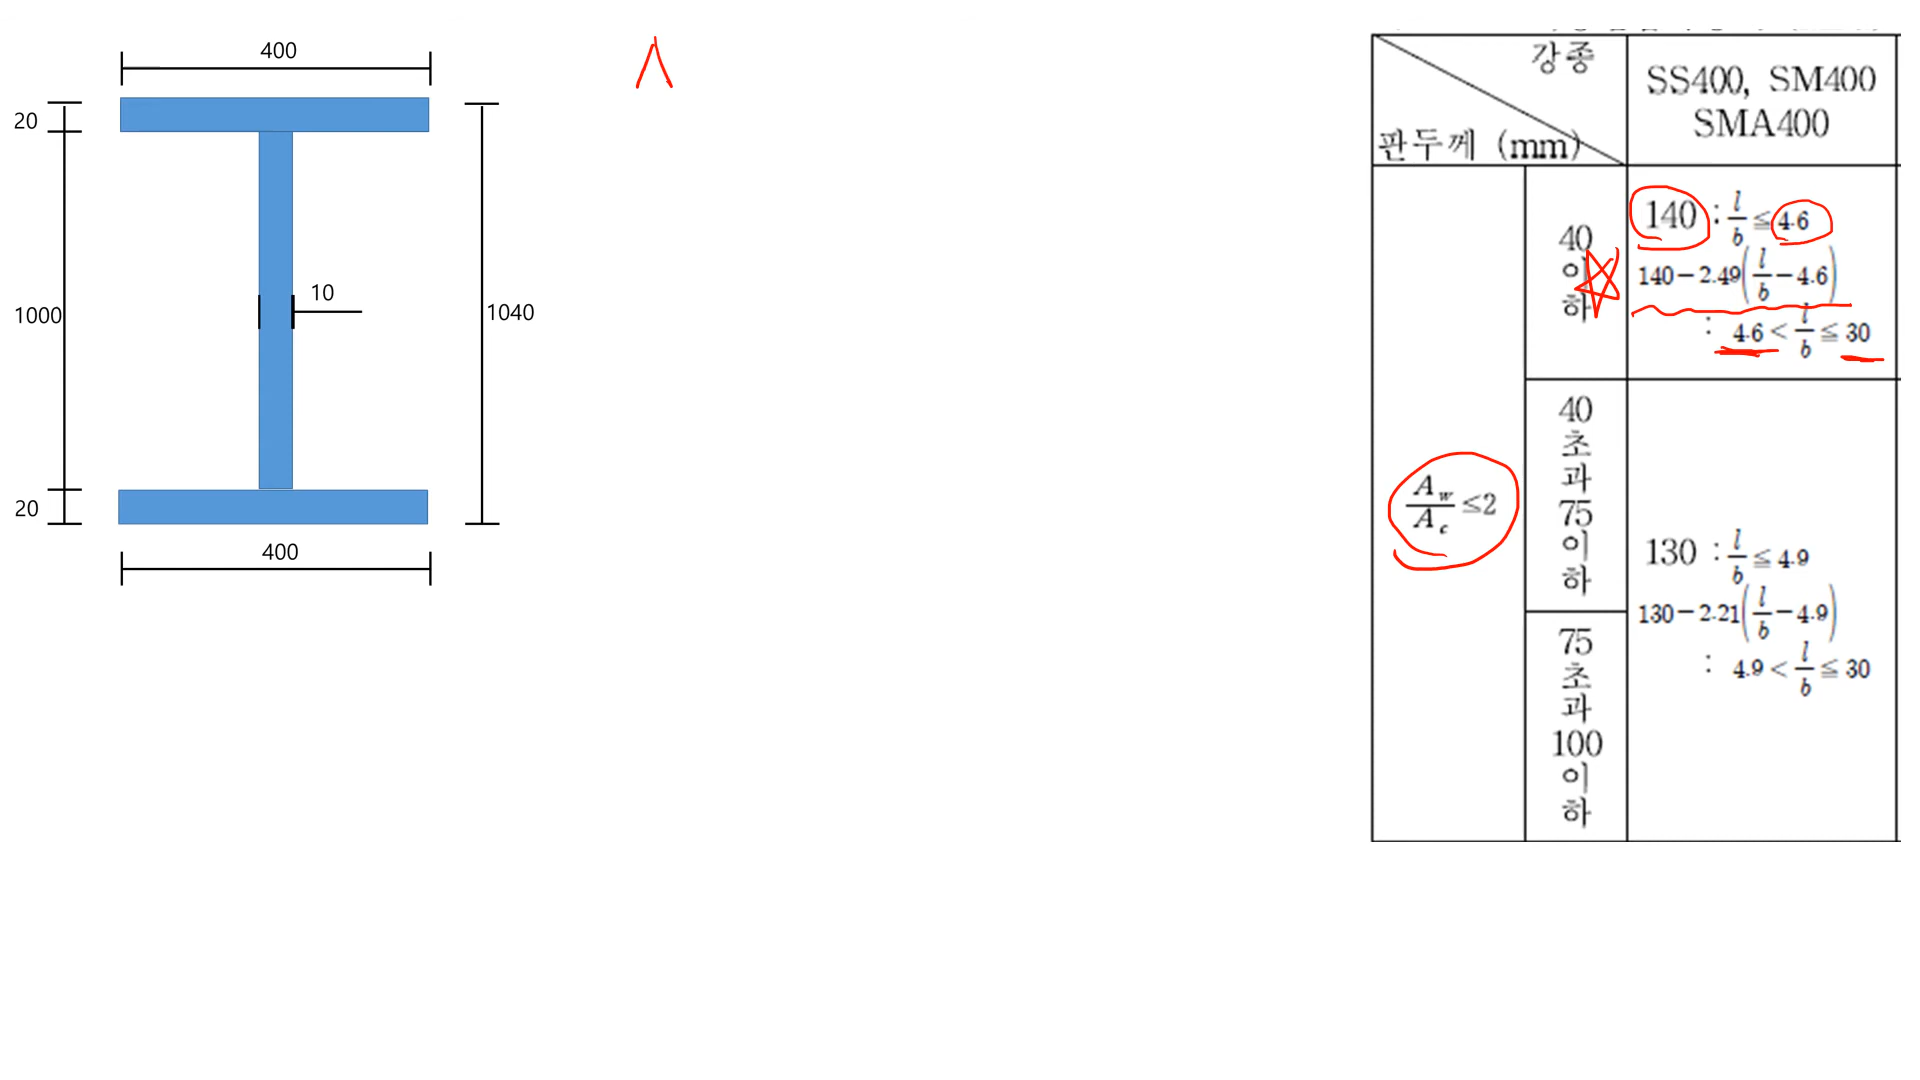 400
20
1000
10
1040
20
400
강종
SS400, SM400
SMA400
판두께 (mm)
40
이
하
140 : l/b ≤ 4.6
140－2.49(l/b－4.6)
: 4.6 < l/b ≤ 30
A_w/A_c ≤2
40
초
과
75
이
하
75
초
과
100
이
하
130 : l/b ≤ 4.9
130－2.21(l/b－4.9)
: 4.9 < l/b ≤ 30